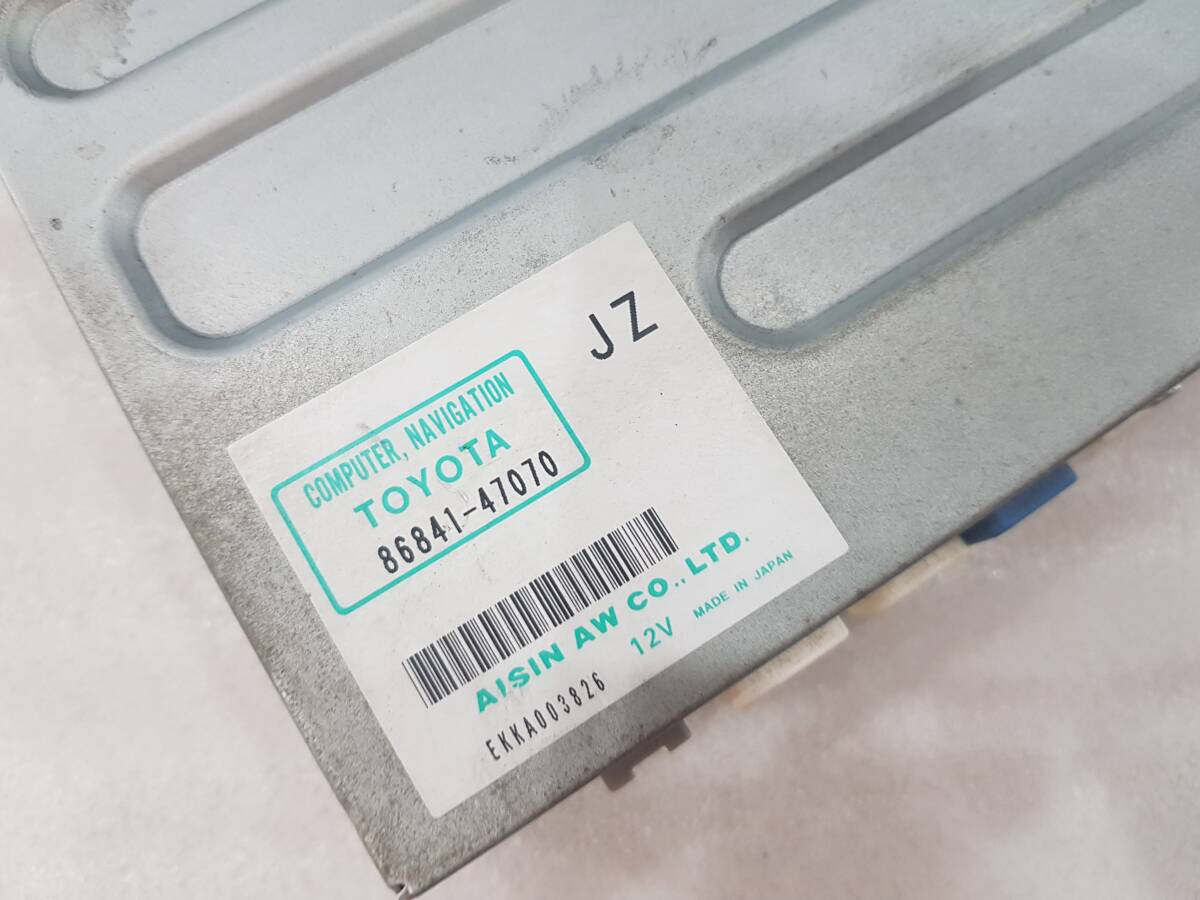 JZ
COMPUTER, NAVIGATION
TOYOTA
86841-47070
AISIN AW CO., LTD.
EKKA003826 12V MADE IN JAPAN